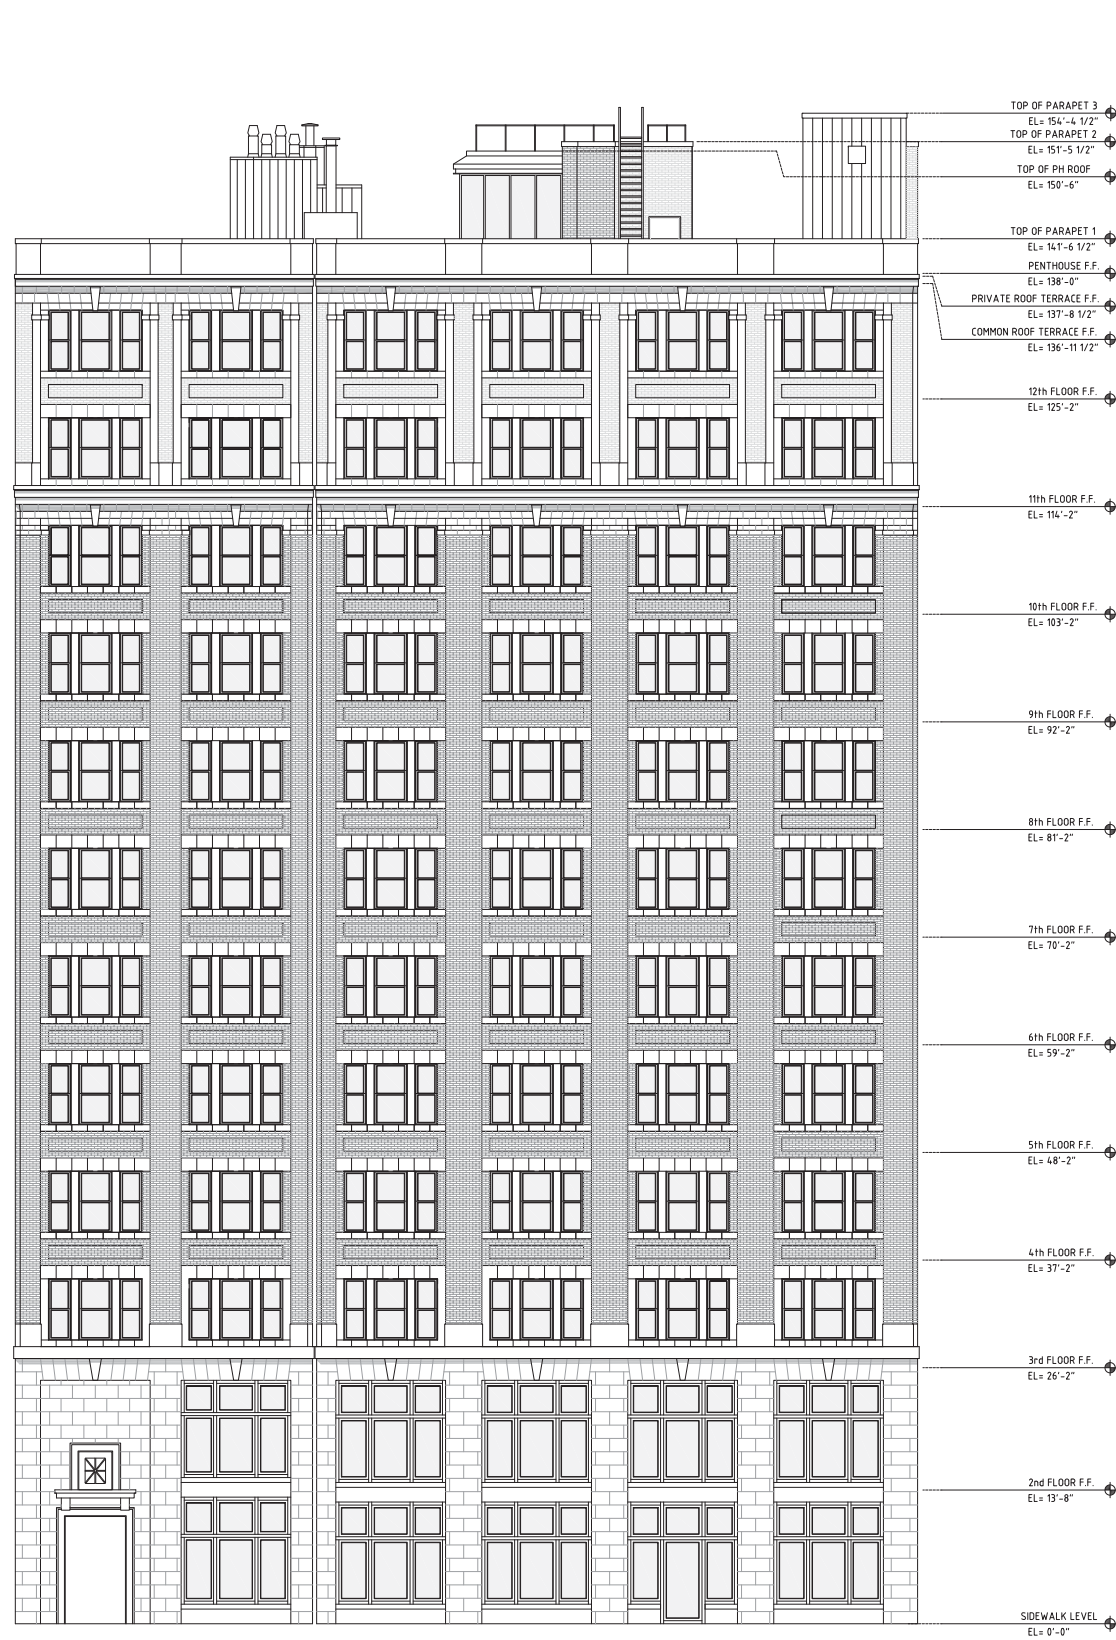 TOP OF PARAPET 3
EL= 154'-4 1/2"
TOP OF PARAPET 2
EL= 151'-5 1/2"
TOP OF PH ROOF
EL= 150'-6"
TOP OF PARAPET 1
EL= 141'-6 1/2"
PENTHOUSE F.F.
EL= 138'-0"
PRIVATE ROOF TERRACE F.F.
EL= 137'-8 1/2"
COMMON ROOF TERRACE F.F.
EL= 136'-11 1/2"
12th FLOOR F.F.
EL= 125'-2"
11th FLOOR F.F.
EL= 114'-2"
10th FLOOR F.F.
EL= 103'-2"
9th FLOOR F.F.
EL= 92'-2"
8th FLOOR F.F.
EL= 81'-2"
7th FLOOR F.F.
EL= 70'-2"
6th FLOOR F.F.
EL= 59'-2"
5th FLOOR F.F.
EL= 48'-2"
4th FLOOR F.F.
EL= 37'-2"
3rd FLOOR F.F.
EL= 26'-2"
2nd FLOOR F.F.
EL= 13'-8"
SIDEWALK LEVEL
EL= 0'-0"